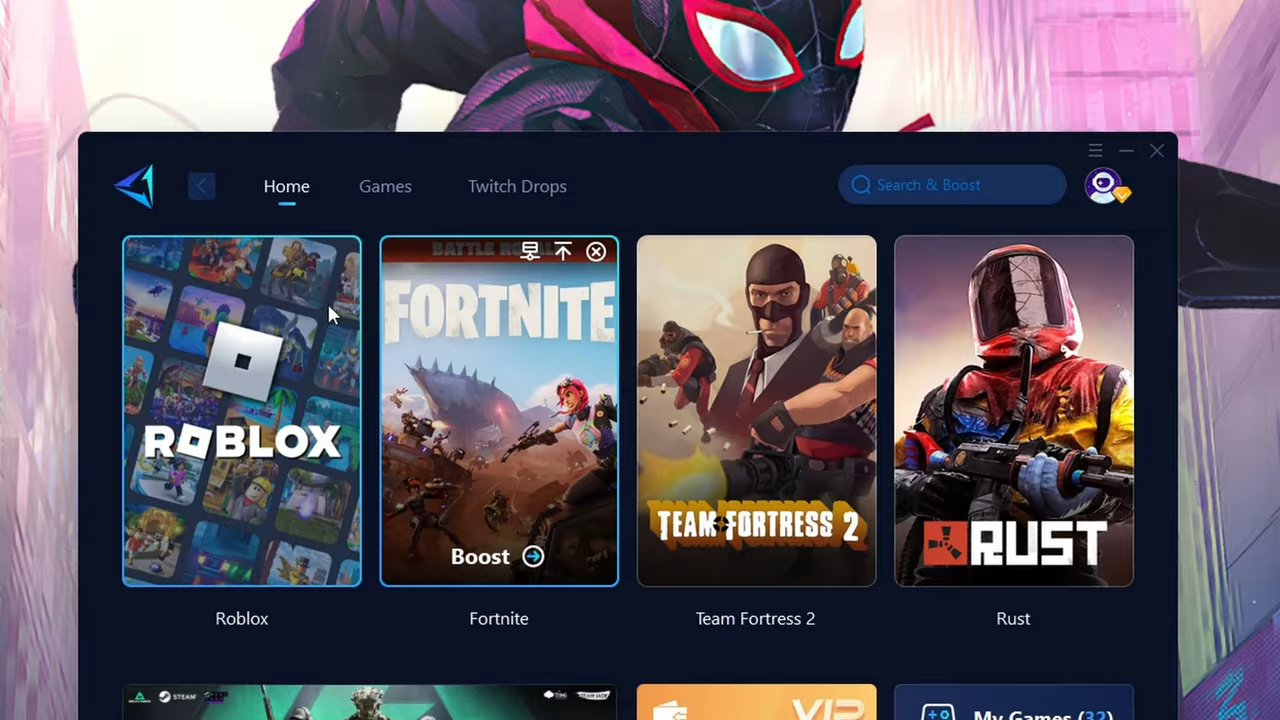 Home
Games
Twitch Drops
Search & Boost
ROBLOX
BATTLE ROYALE
FORTNITE
Boost
TEAM FORTRESS 2
RUST
Roblox
Fortnite
Team Fortress 2
Rust
STEAM
VIP
My Games (32)